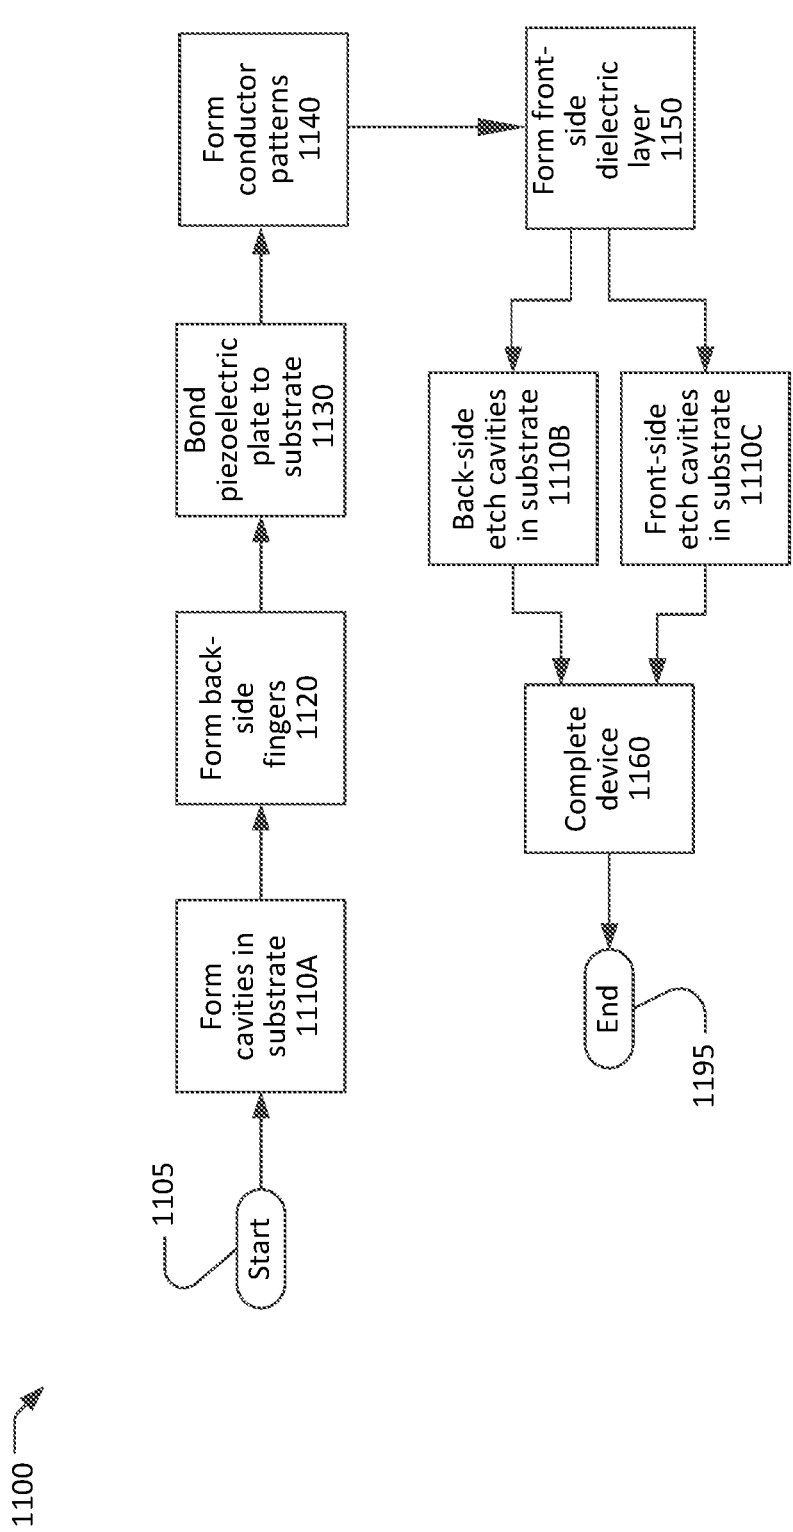 1100
1105
Start
Form
cavities in
substrate
1110A
Form back-
side
fingers
1120
Bond
piezoelectric
plate to
substrate
1130
Form
conductor
patterns
1140
Form front-
side
dielectric
layer
1150
Back-side
etch cavities
in substrate
1110B
Front-side
etch cavities
in substrate
1110C
Complete
device
1160
End
1195